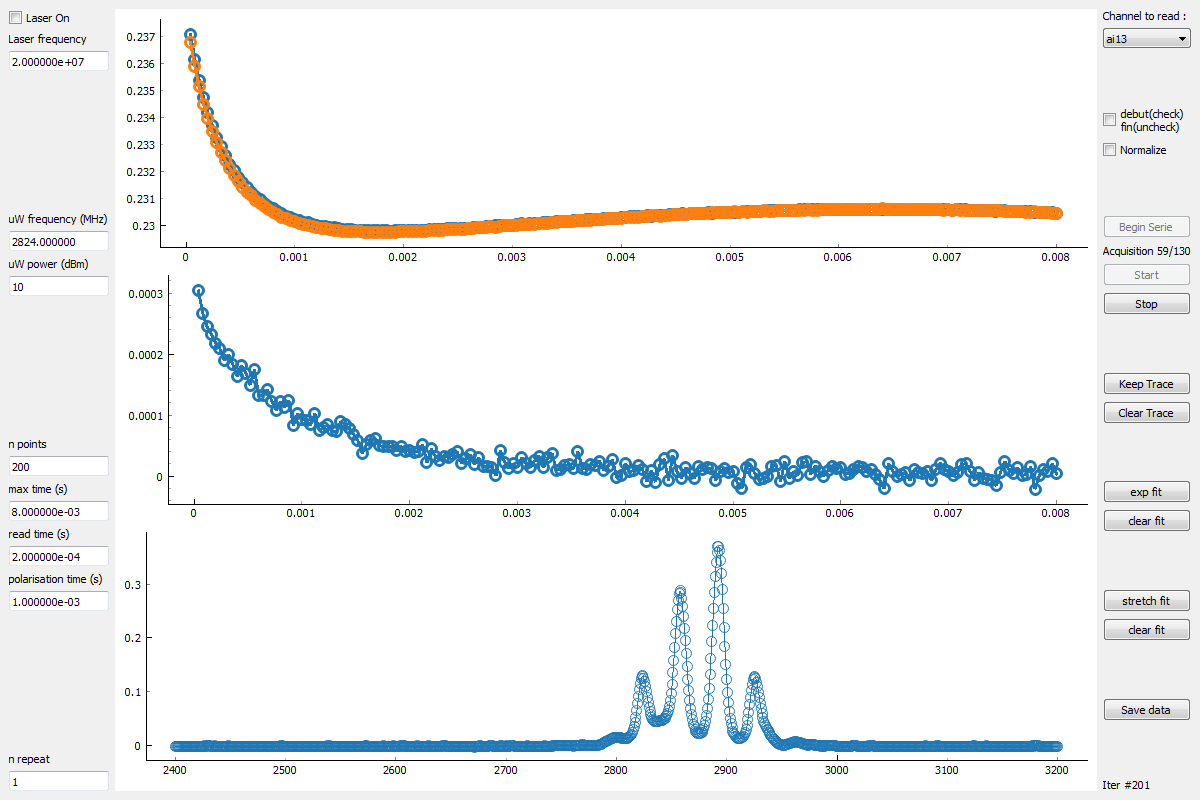 Laser On
Laser frequency
2.000000e+07
uW frequency (MHz)
2824.000000
uW power (dBm)
10
n points
200
max time (s)
8.000000e-03
read time (s)
2.000000e-04
polarisation time (s)
1.000000e-03
n repeat
1
0.237
0.236
0.235
0.234
0.233
0.232
0.231
0.23
0 0.001 0.002 0.003 0.004 0.005 0.006 0.007 0.008
0.0003
0.0002
0.0001
0
0 0.001 0.002 0.003 0.004 0.005 0.006 0.007 0.008
0.3
0.2
0.1
0
2400 2500 2600 2700 2800 2900 3000 3100 3200
Channel to read :
ai13
debut(check)
fin(uncheck)
Normalize
Begin Serie
Acquisition 59/130
Start
Stop
Keep Trace
Clear Trace
exp fit
clear fit
stretch fit
clear fit
Save data
Iter #201